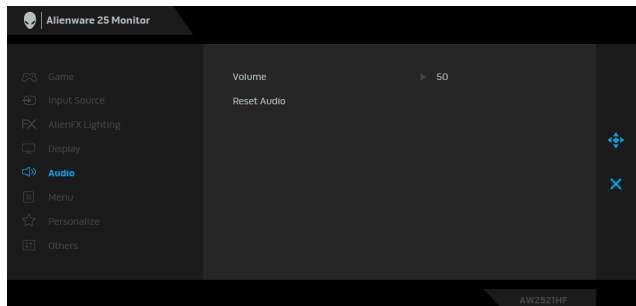 Alienware 25 Monitor
Game
Input Source
AlienFX Lighting
Display
Audio
Menu
Personalize
Others
Volume 50
Reset Audio
AW2521HF